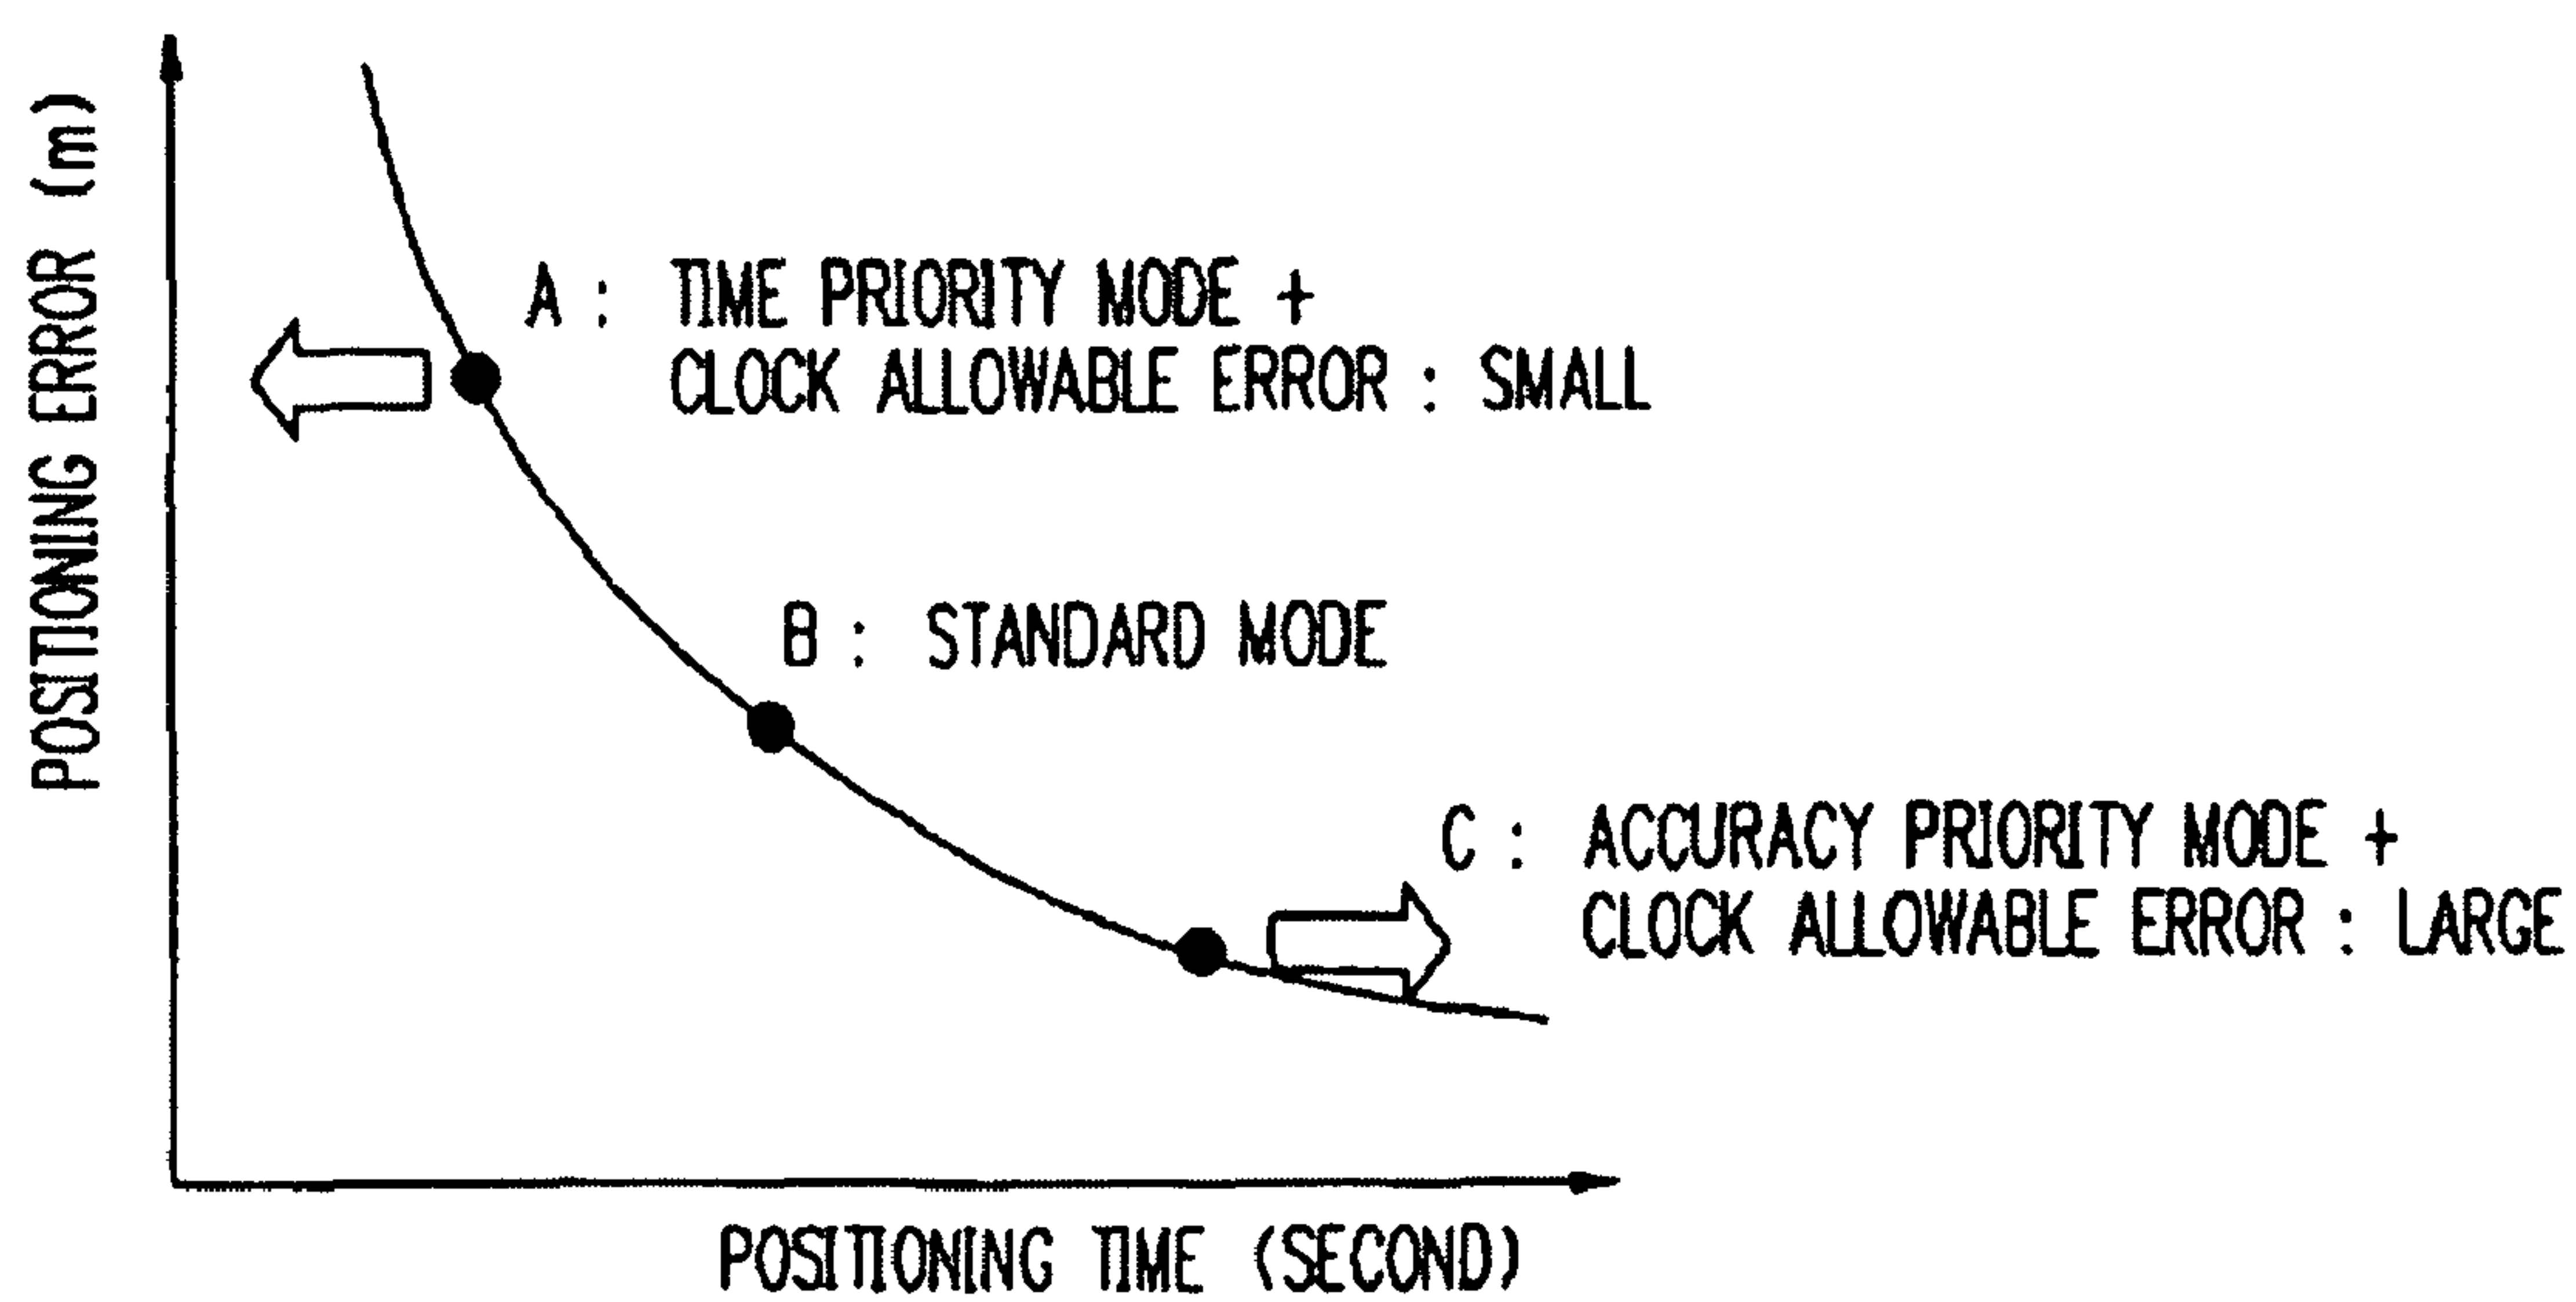 POSITIONING ERROR (m)
A : TIME PRIORITY MODE +
CLOCK ALLOWABLE ERROR : SMALL
B : STANDARD MODE
C : ACCURACY PRIORITY MODE +
CLOCK ALLOWABLE ERROR : LARGE
POSITIONING TIME (SECOND)